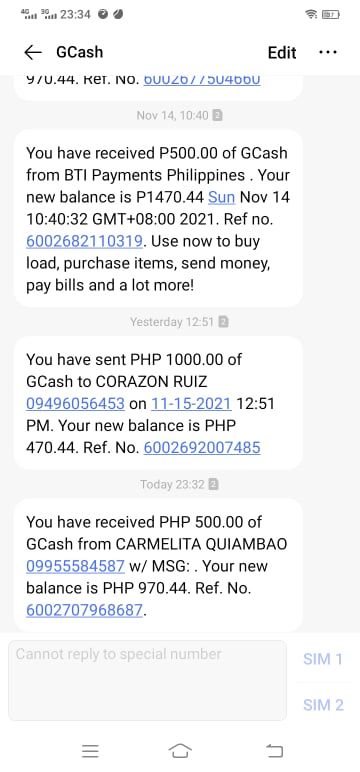 4G 3G 23:34 87
GCash Edit ...
970.44. Ref. No. 6002677504660
Nov 14, 10:40 2
You have received P500.00 of GCash
from BTI Payments Philippines . Your
new balance is P1470.44 Sun Nov 14
10:40:32 GMT+08:00 2021. Ref no.
6002682110319. Use now to buy
load, purchase items, send money,
pay bills and a lot more!
Yesterday 12:51 2
You have sent PHP 1000.00 of
GCash to CORAZON RUIZ
09496056453 on 11-15-2021 12:51
PM. Your new balance is PHP
470.44. Ref. No. 6002692007485
Today 23:32 2
You have received PHP 500.00 of
GCash from CARMELITA QUIAMBAO
09955584587 w/ MSG: . Your new
balance is PHP 970.44. Ref. No.
6002707968687.
Cannot reply to special number
SIM 1
SIM 2